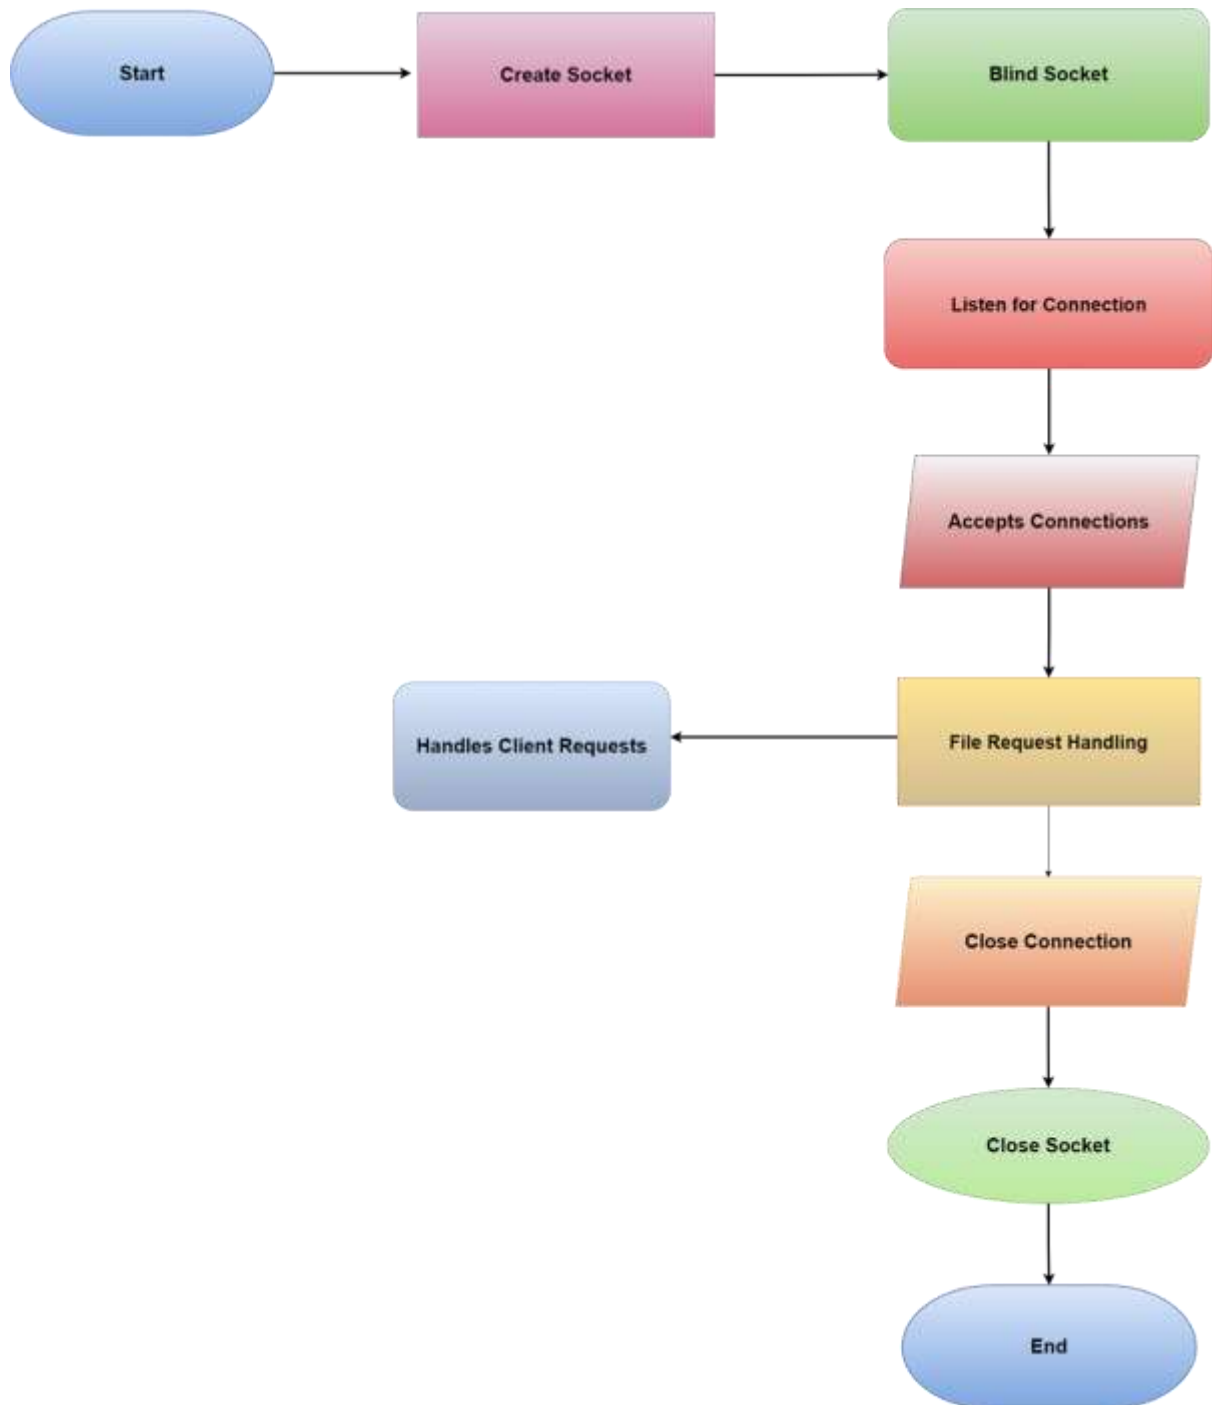 Start
Create Socket
Blind Socket
Listen for Connection
Accepts Connections
Handles Client Requests
File Request Handling
Close Connection
Close Socket
End